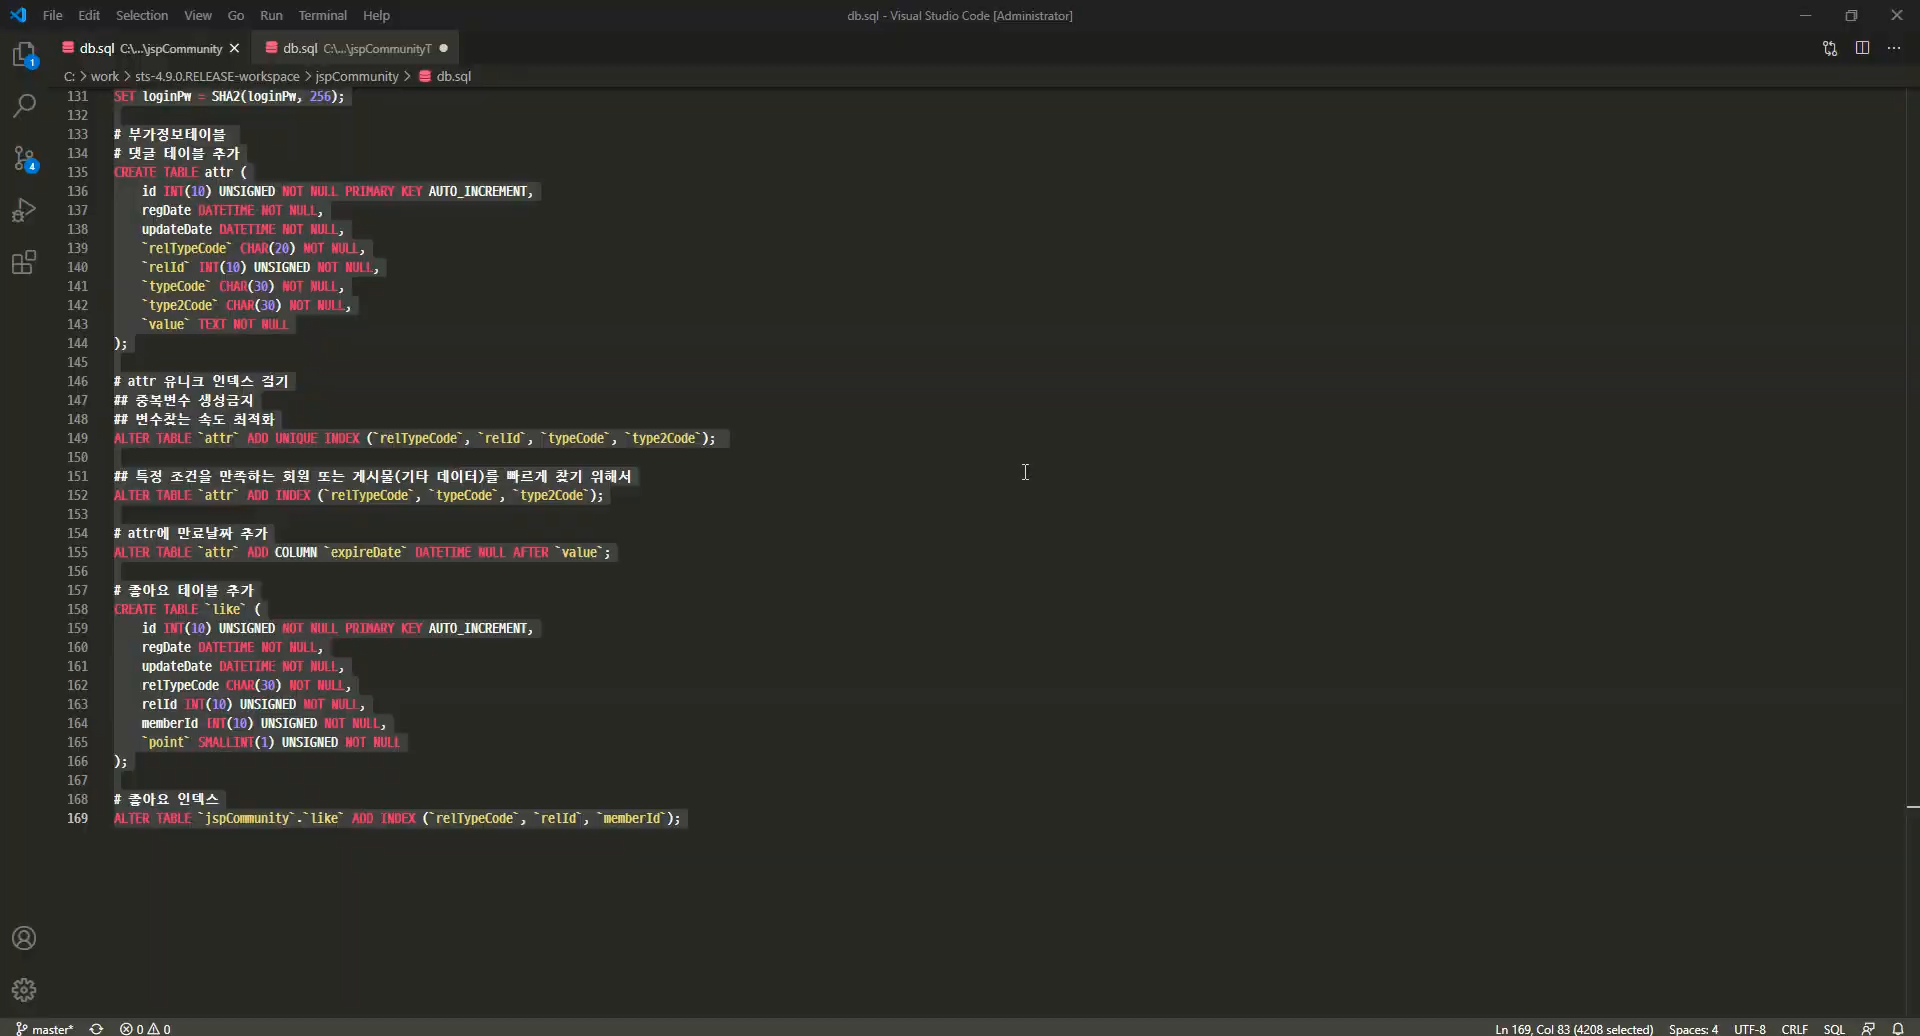 File Edit Selection View Go Run Terminal Help
db.sql - Visual Studio Code [Administrator]
db.sql C:\...\jspCommunity
db.sql C:\...\jspCommunityT
C: > work > sts-4.9.0.RELEASE-workspace > jspCommunity > db.sql
131 SET loginPw = SHA2(loginPw, 256);
132
133 # 부가정보테이블
134 # 댓글 테이블 추가
135 CREATE TABLE attr (
136 id INT(10) UNSIGNED NOT NULL PRIMARY KEY AUTO_INCREMENT,
137 regDate DATETIME NOT NULL,
138 updateDate DATETIME NOT NULL,
139 `relTypeCode` CHAR(20) NOT NULL,
140 `relId` INT(10) UNSIGNED NOT NULL,
141 `typeCode` CHAR(30) NOT NULL,
142 `type2Code` CHAR(30) NOT NULL,
143 `value` TEXT NOT NULL
144 );
145
146 # attr 유니크 인덱스 걸기
147 ## 중복변수 생성금지
148 ## 변수찾는 속도 최적화
149 ALTER TABLE `attr` ADD UNIQUE INDEX (`relTypeCode`, `relId`, `typeCode`, `type2Code`);
150
151 ## 특정 조건을 만족하는 회원 또는 게시물(기타 데이터)를 빠르게 찾기 위해서
152 ALTER TABLE `attr` ADD INDEX (`relTypeCode`, `typeCode`, `type2Code`);
153
154 # attr에 만료날짜 추가
155 ALTER TABLE `attr` ADD COLUMN `expireDate` DATETIME NULL AFTER `value`;
156
157 # 좋아요 테이블 추가
158 CREATE TABLE `like` (
159 id INT(10) UNSIGNED NOT NULL PRIMARY KEY AUTO_INCREMENT,
160 regDate DATETIME NOT NULL,
161 updateDate DATETIME NOT NULL,
162 relTypeCode CHAR(30) NOT NULL,
163 relId INT(10) UNSIGNED NOT NULL,
164 memberId INT(10) UNSIGNED NOT NULL,
165 `point` SMALLINT(1) UNSIGNED NOT NULL
166 );
167
168 # 좋아요 인덱스
169 ALTER TABLE `jspCommunity`.`like` ADD INDEX (`relTypeCode`, `relId`, `memberId`);
1
4
master* 0 0 Ln 169, Col 83 (4208 selected) Spaces: 4 UTF-8 CRLF SQL